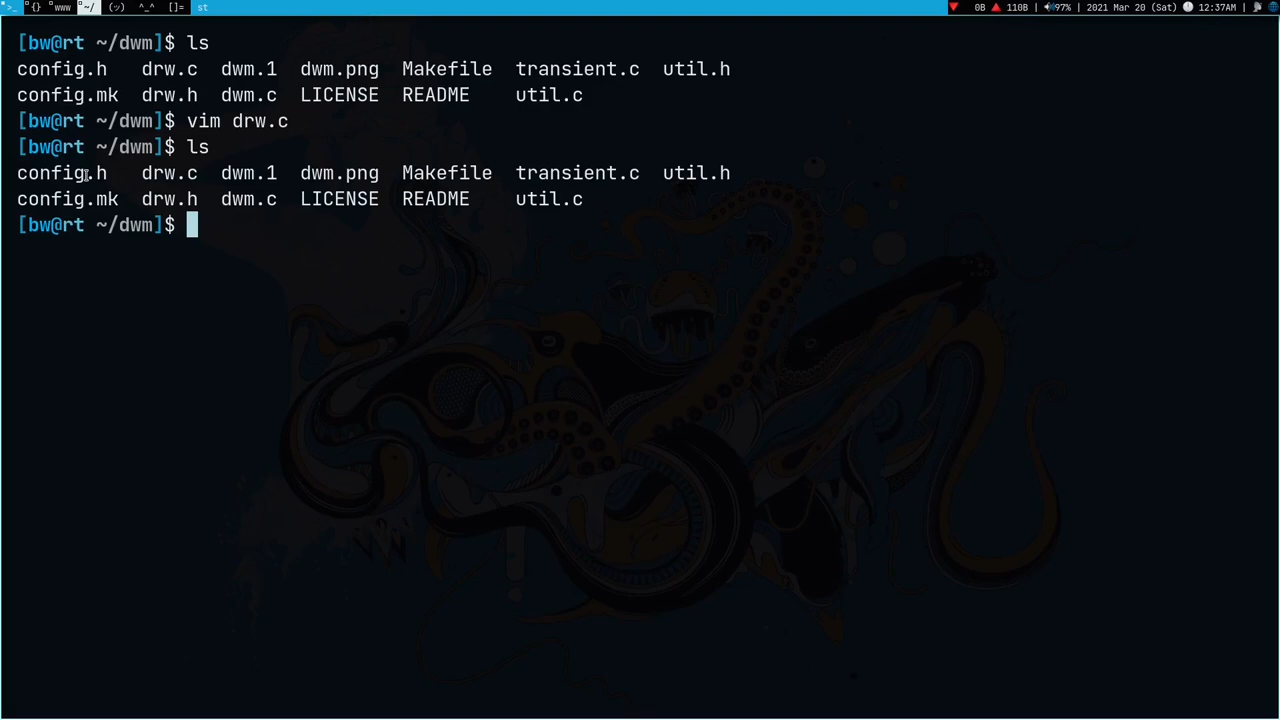 >_ "{} "www ~/ (ツ) ^_^ []= st 0B 110B 97% | 2021 Mar 20 (Sat) 12:37AM |
[bw@rt ~/dwm]$ ls
config.h drw.c dwm.1 dwm.png Makefile transient.c util.h
config.mk drw.h dwm.c LICENSE README util.c
[bw@rt ~/dwm]$ vim drw.c
[bw@rt ~/dwm]$ ls
config.h drw.c dwm.1 dwm.png Makefile transient.c util.h
config.mk drw.h dwm.c LICENSE README util.c
[bw@rt ~/dwm]$